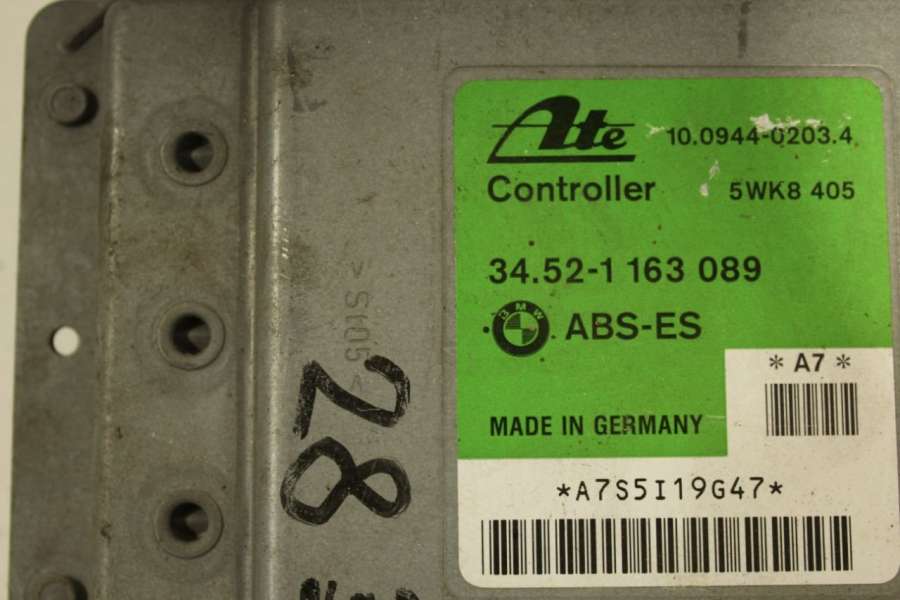 Ate 10.0944-0203.4
Controller 5WK8 405
34.52-1 163 089
BMW ABS-ES
* A7 *
MADE IN GERMANY
*A7S5I19G47*
28